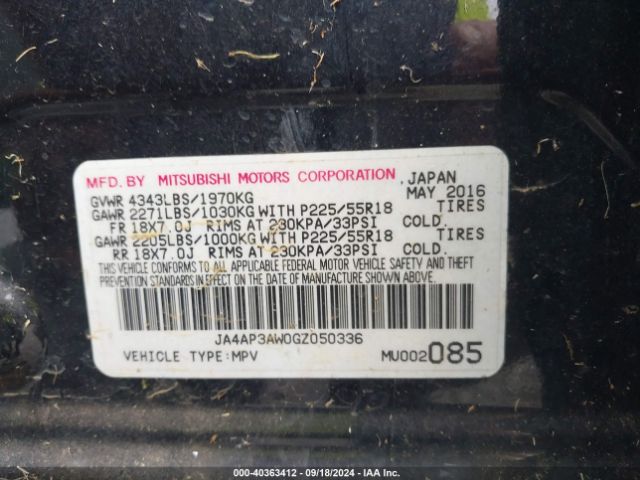 MFD. BY MITSUBISHI MOTORS CORPORATION, JAPAN
GVWR 4343LBS/1970KG MAY 2016
GAWR 2271LBS/1030KG WITH P225/55R18 TIRES
FR 18X7.0J RIMS AT 230KPA/33PSI COLD.
GAWR 2205LBS/1000KG WITH P225/55R18 TIRES
RR 18X7.0J RIMS AT 230KPA/33PSI COLD.
THIS VEHICLE CONFORMS TO ALL APPLICABLE FEDERAL MOTOR VEHICLE SAFETY AND THEFT
PREVENTION STANDARDS IN EFFECT ON THE DATE OF MANUFACTURE SHOWN ABOVE.
JA4AP3AW0GZ050336
VEHICLE TYPE:MPV MU002085
000-40363412 - 09/18/2024 - IAA Inc.